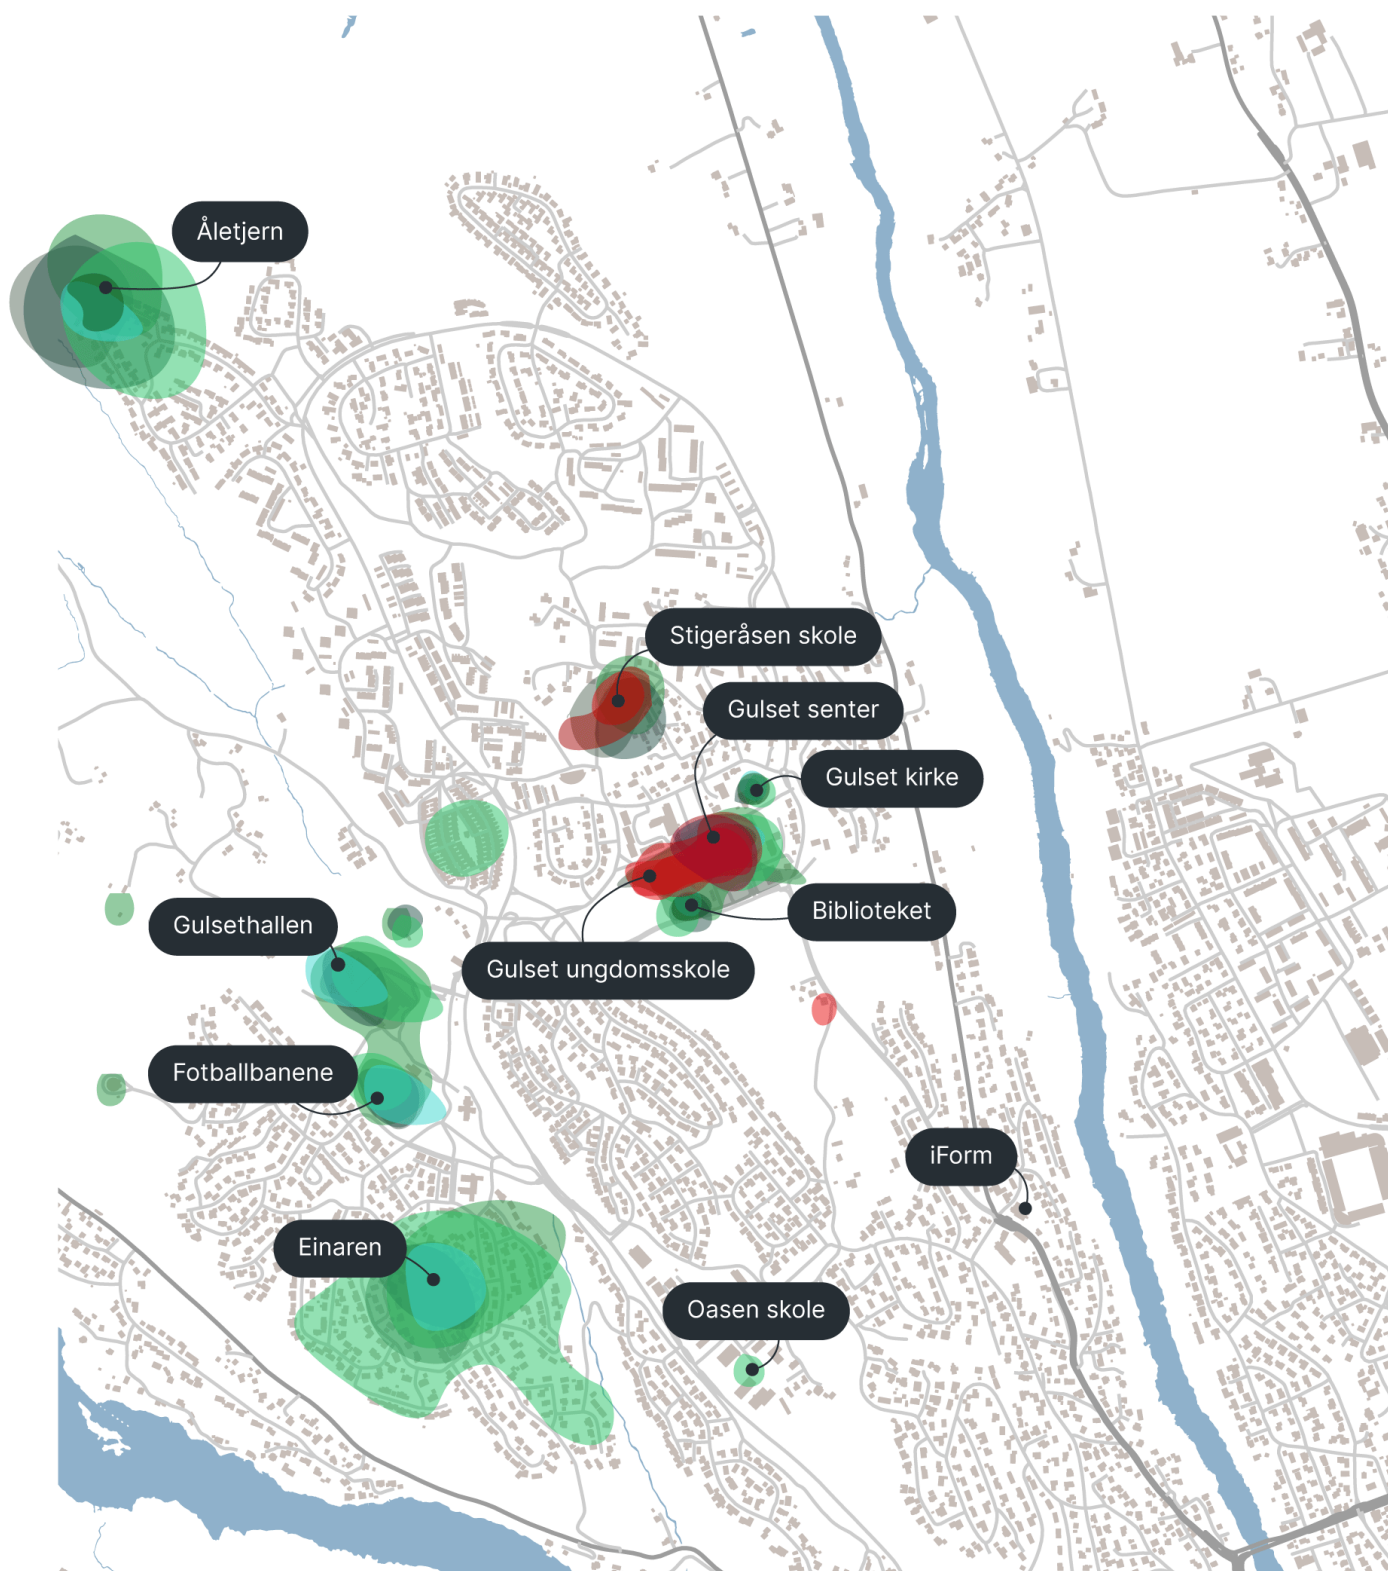 Åletjern
Stigeråsen skole
Gulset senter
Gulset kirke
Biblioteket
Gulsethallen
Gulset ungdomsskole
Fotballbanene
iForm
Einaren
Oasen skole